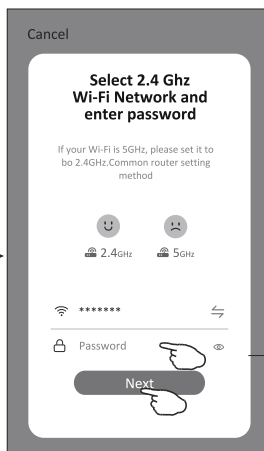 Cancel
Select 2.4 Ghz
Wi-Fi Network and
enter password
If your Wi-Fi is 5GHz, please set it to
bo 2.4GHz.Common router setting
method
2.4GHz 5GHz
*******
Password
Next